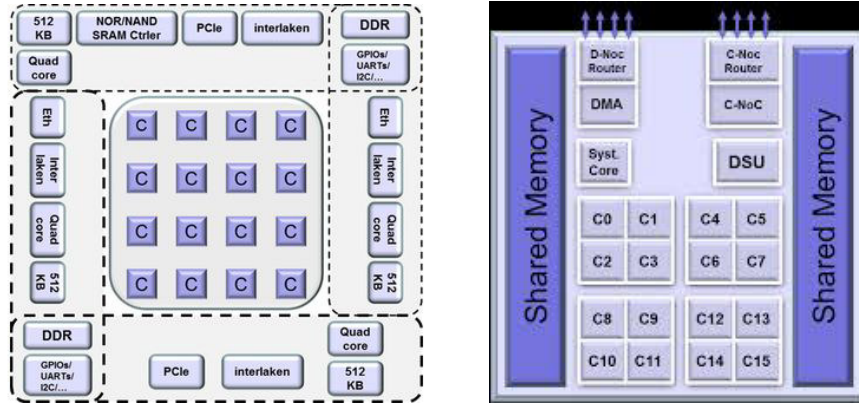 512
KB
NOR/NAND
SRAM Ctrler
PCIe
interlaken
DDR
Quad
core
GPIOs/
UARTs/
I2C/...
Eth
Inter
laken
Quad
core
512
KB
C C C C
C C C C
C C C C
C C C C
Eth
Inter
laken
Quad
core
512
KB
DDR
GPIOs/
UARTs/
I2C/...
PCIe
interlaken
Quad
core
512
KB
Shared Memory
D-Noc
Router
C-Noc
Router
DMA
C-NoC
Syst.
Core
DSU
C0 C1 C4 C5
C2 C3 C6 C7
C8 C9 C12 C13
C10 C11 C14 C15
Shared Memory